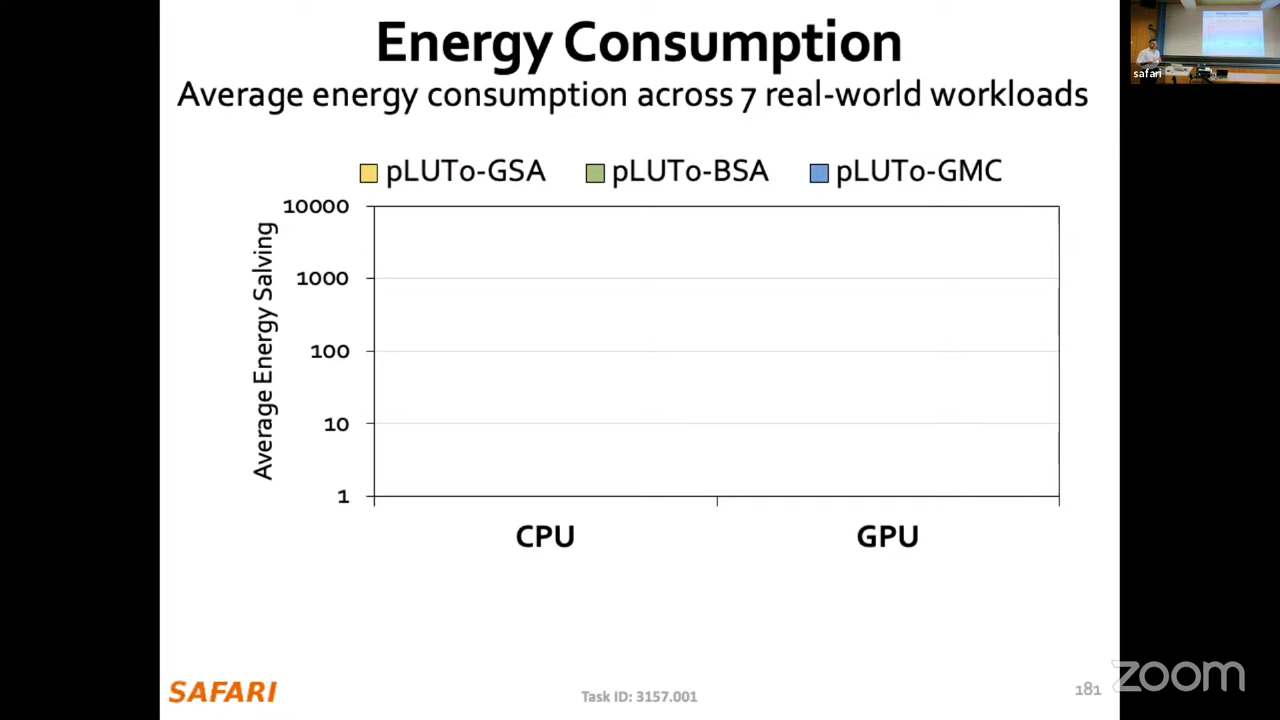 Energy Consumption
Average energy consumption across 7 real-world workloads
pLUTo-GSA pLUTo-BSA pLUTo-GMC
Average Energy Salving
10000
1000
100
10
1
CPU GPU
SAFARI
Task ID: 3157.001
181
zoom
safari